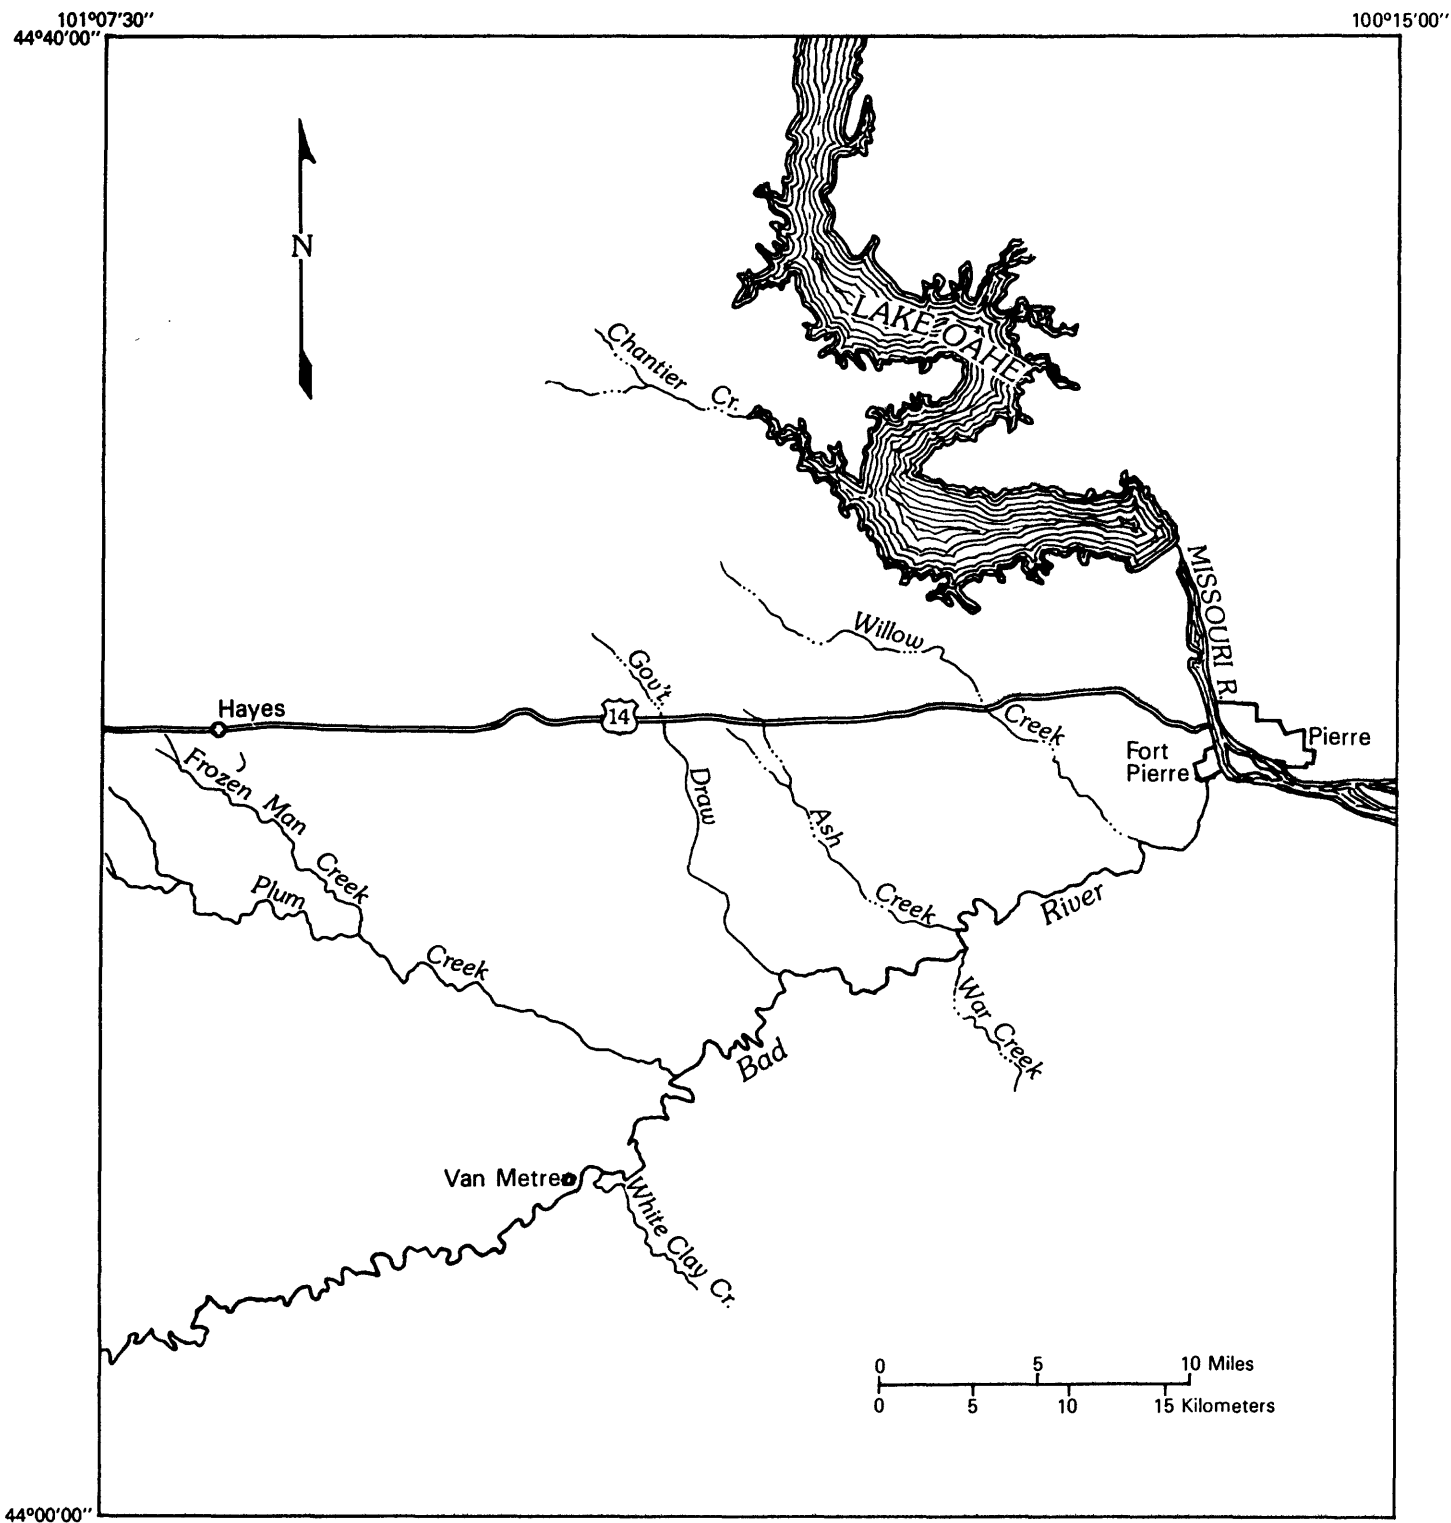 101°07'30"
100°15'00"
44°40'00"
N
LAKE OAHE
Chantier Cr.
MISSOURI R.
Willow
Gov't
Hayes
14
Creek
Pierre
Fort
Pierre
Frozen Man
Creek
Draw
Ash
Creek
Plum
Creek
River
War Creek
Bad
Van Metre
White Clay Cr.
0 5 10 Miles
0 5 10 15 Kilometers
44°00'00"